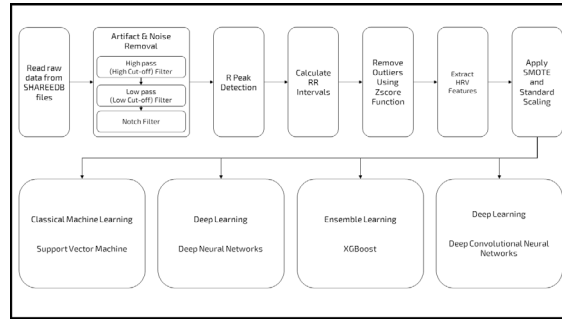 Read raw
data from
SHAREEDB
files
Artifact & Noise
Removal
High pass
(High Cut-off) Filter
Low pass
(Low Cut-off) Filter
Notch Filter
R Peak
Detection
Calculate
RR
Intervals
Remove
Outliers
Using
Zscore
Function
Extract
HRV
Features
Apply
SMOTE
and
Standard
Scaling
Classical Machine Learning
Support Vector Machine
Deep Learning
Deep Neural Networks
Ensemble Learning
XGBoost
Deep Learning
Deep Convolutional Neural
Networks